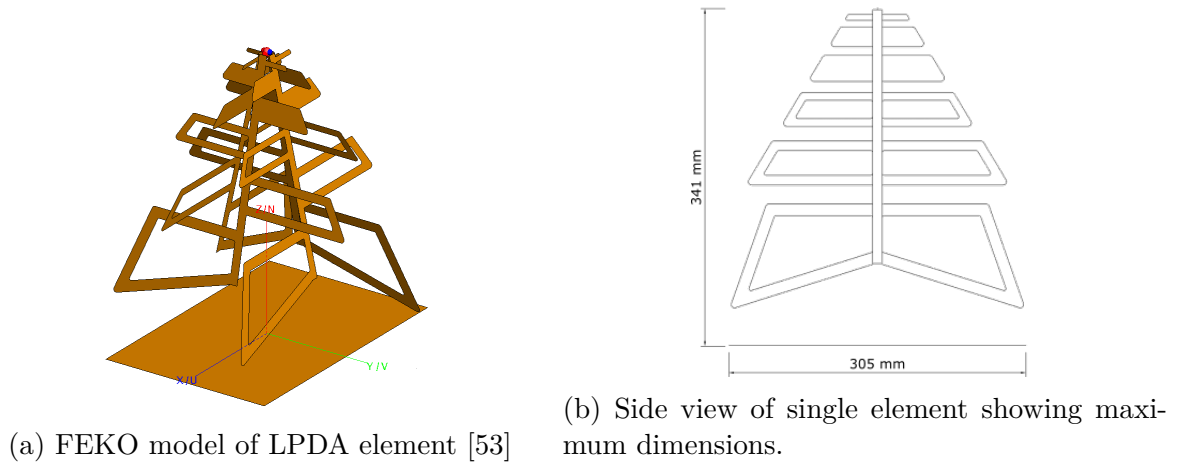 Z/N
Y/V
X/U
(a) FEKO model of LPDA element [53]
341 mm
305 mm
(b) Side view of single element showing maxi-
mum dimensions.